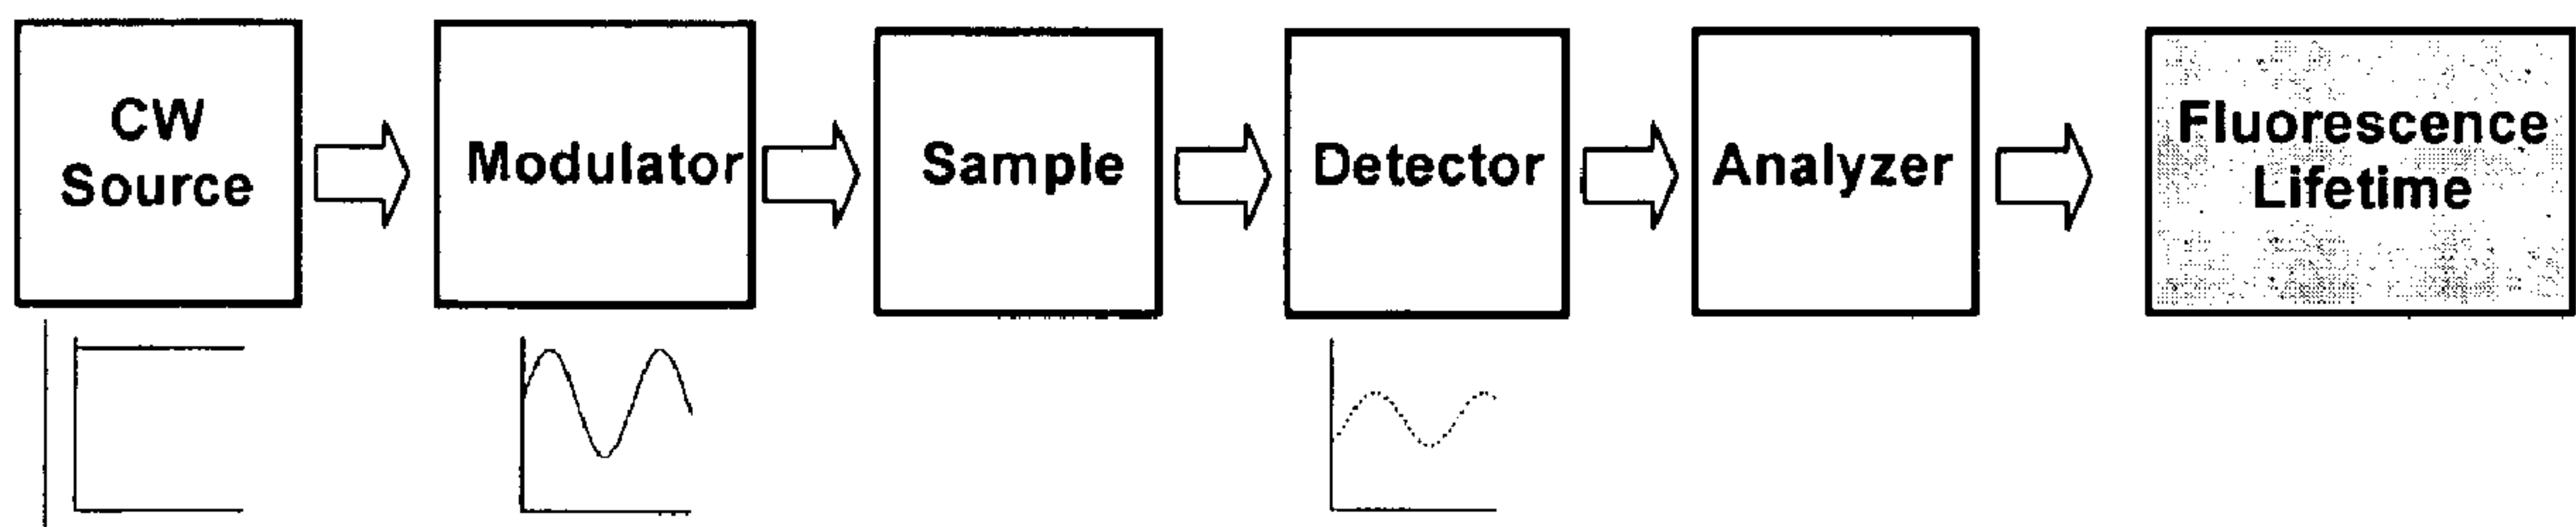 CW
Source
Modulator
Sample
Detector
Analyzer
Fluorescence
Lifetime